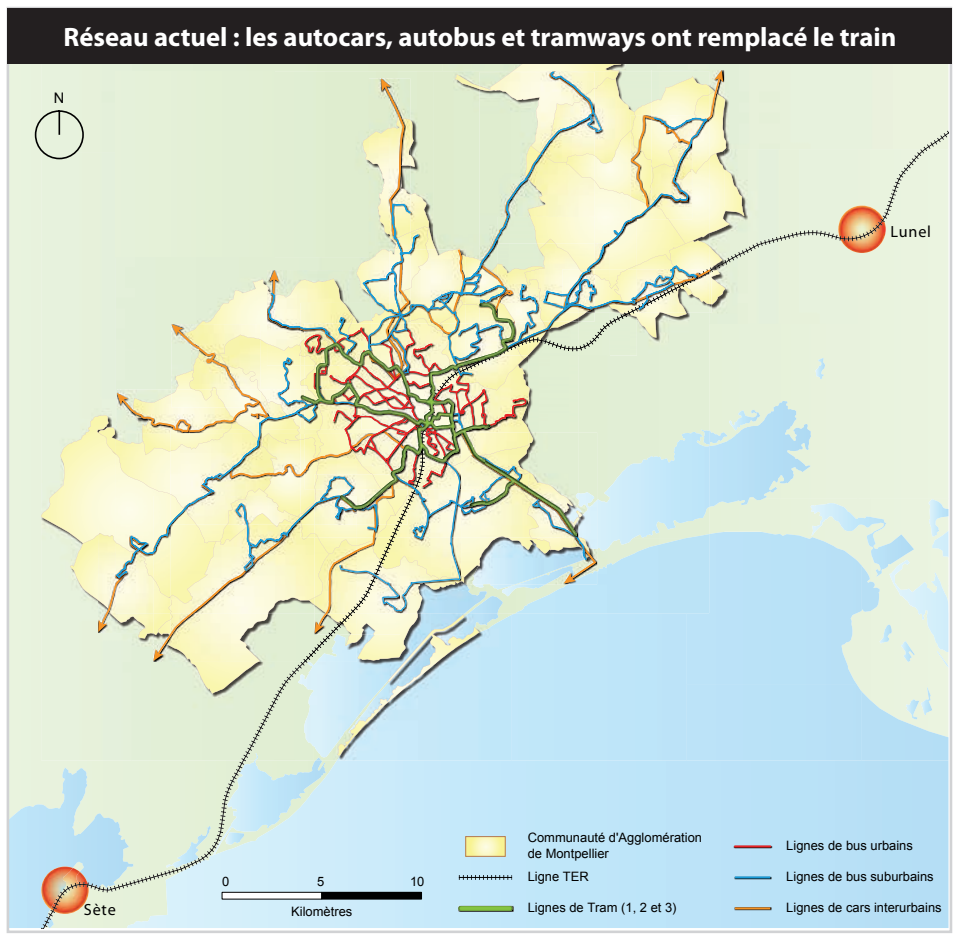 Réseau actuel : les autocars, autobus et tramways ont remplacé le train
N
Lunel
Sète
0 5 10
Kilomètres
Communauté d'Agglomération
de Montpellier
Ligne TER
Lignes de Tram (1, 2 et 3)
Lignes de bus urbains
Lignes de bus suburbains
Lignes de cars interurbains